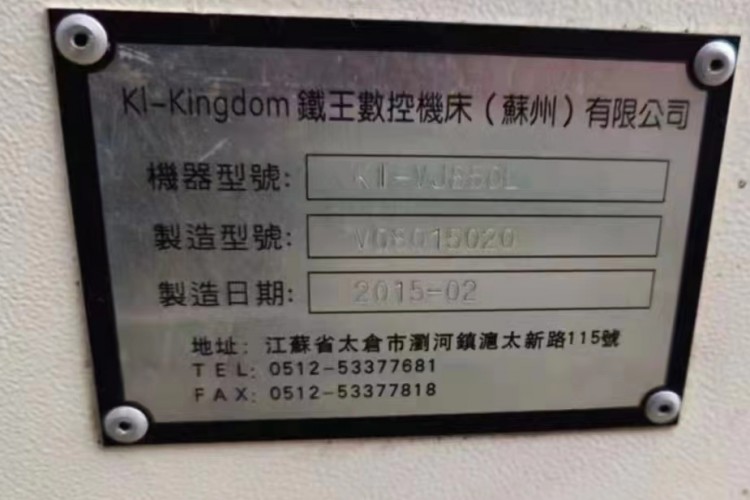 KI-Kingdom 鐵王數控機床（蘇州）有限公司
機器型號:
製造型號:
製造日期: 2015-02
地址: 江蘇省太倉市瀏河鎮滬太新路115號
TEL: 0512-53377681
FAX: 0512-53377818